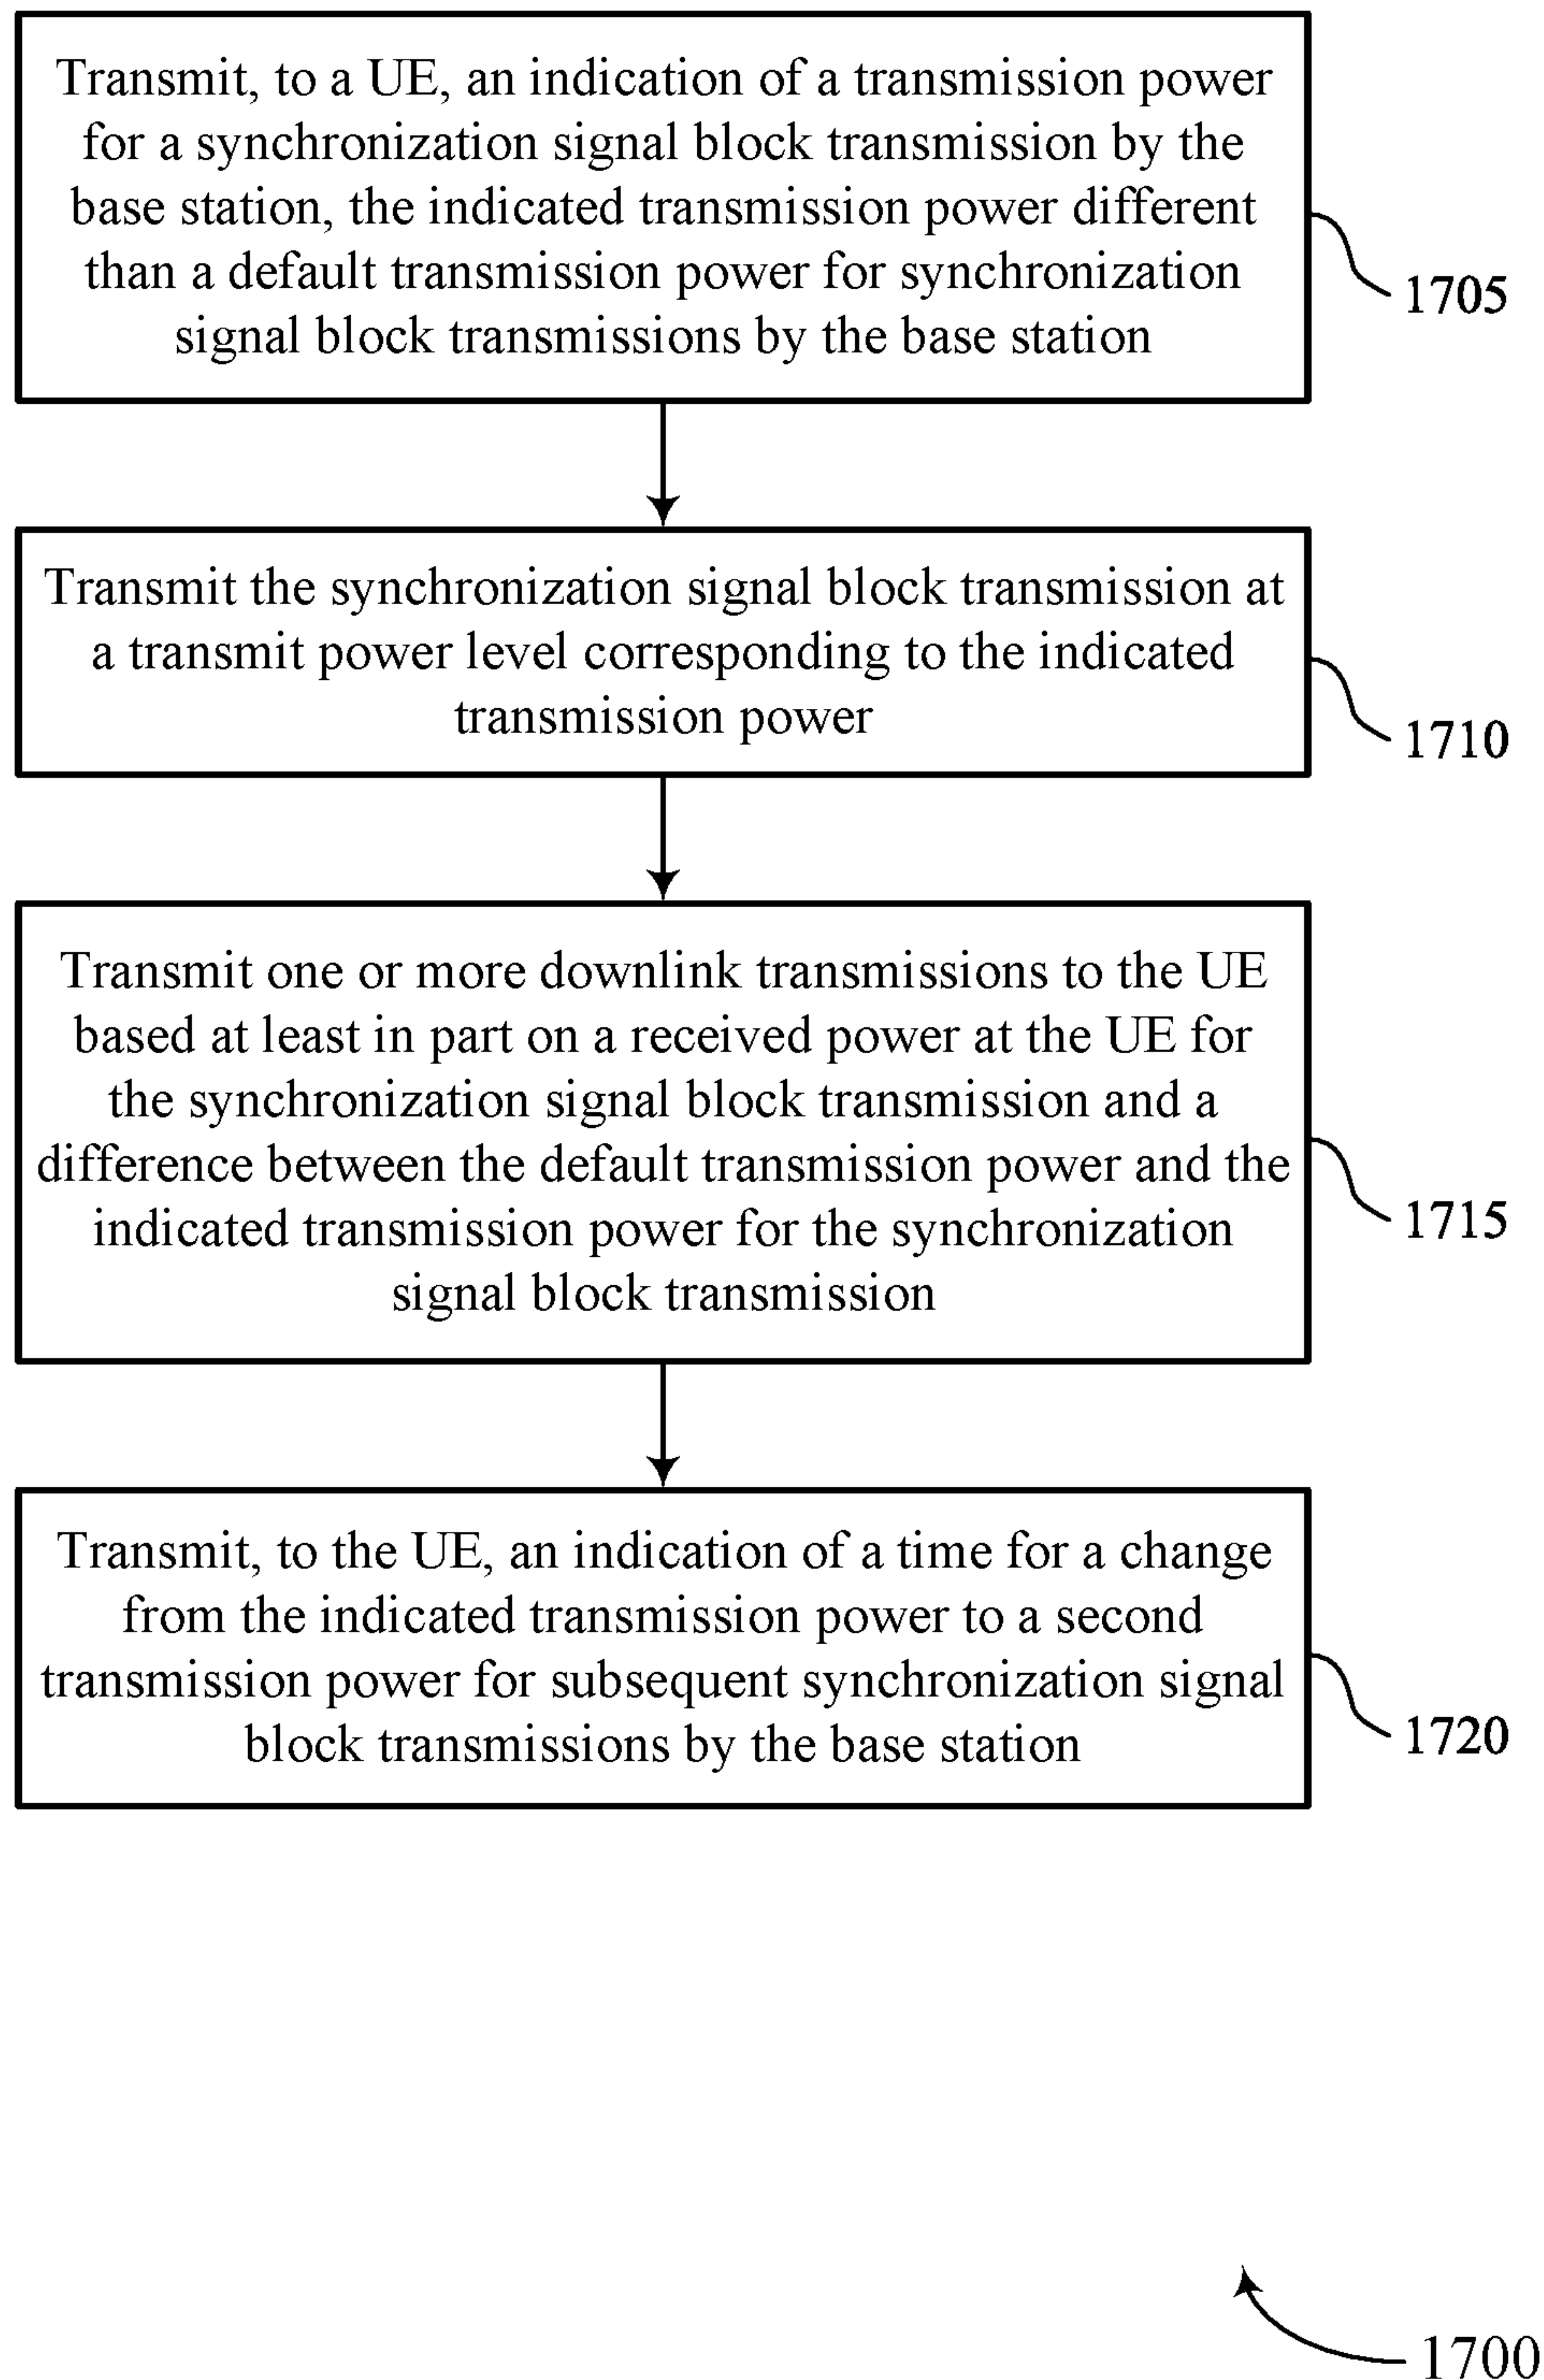 Transmit, to a UE, an indication of a transmission power
for a synchronization signal block transmission by the
base station, the indicated transmission power different
than a default transmission power for synchronization
signal block transmissions by the base station
1705
Transmit the synchronization signal block transmission at
a transmit power level corresponding to the indicated
transmission power
1710
Transmit one or more downlink transmissions to the UE
based at least in part on a received power at the UE for
the synchronization signal block transmission and a
difference between the default transmission power and the
indicated transmission power for the synchronization
signal block transmission
1715
Transmit, to the UE, an indication of a time for a change
from the indicated transmission power to a second
transmission power for subsequent synchronization signal
block transmissions by the base station
1720
1700